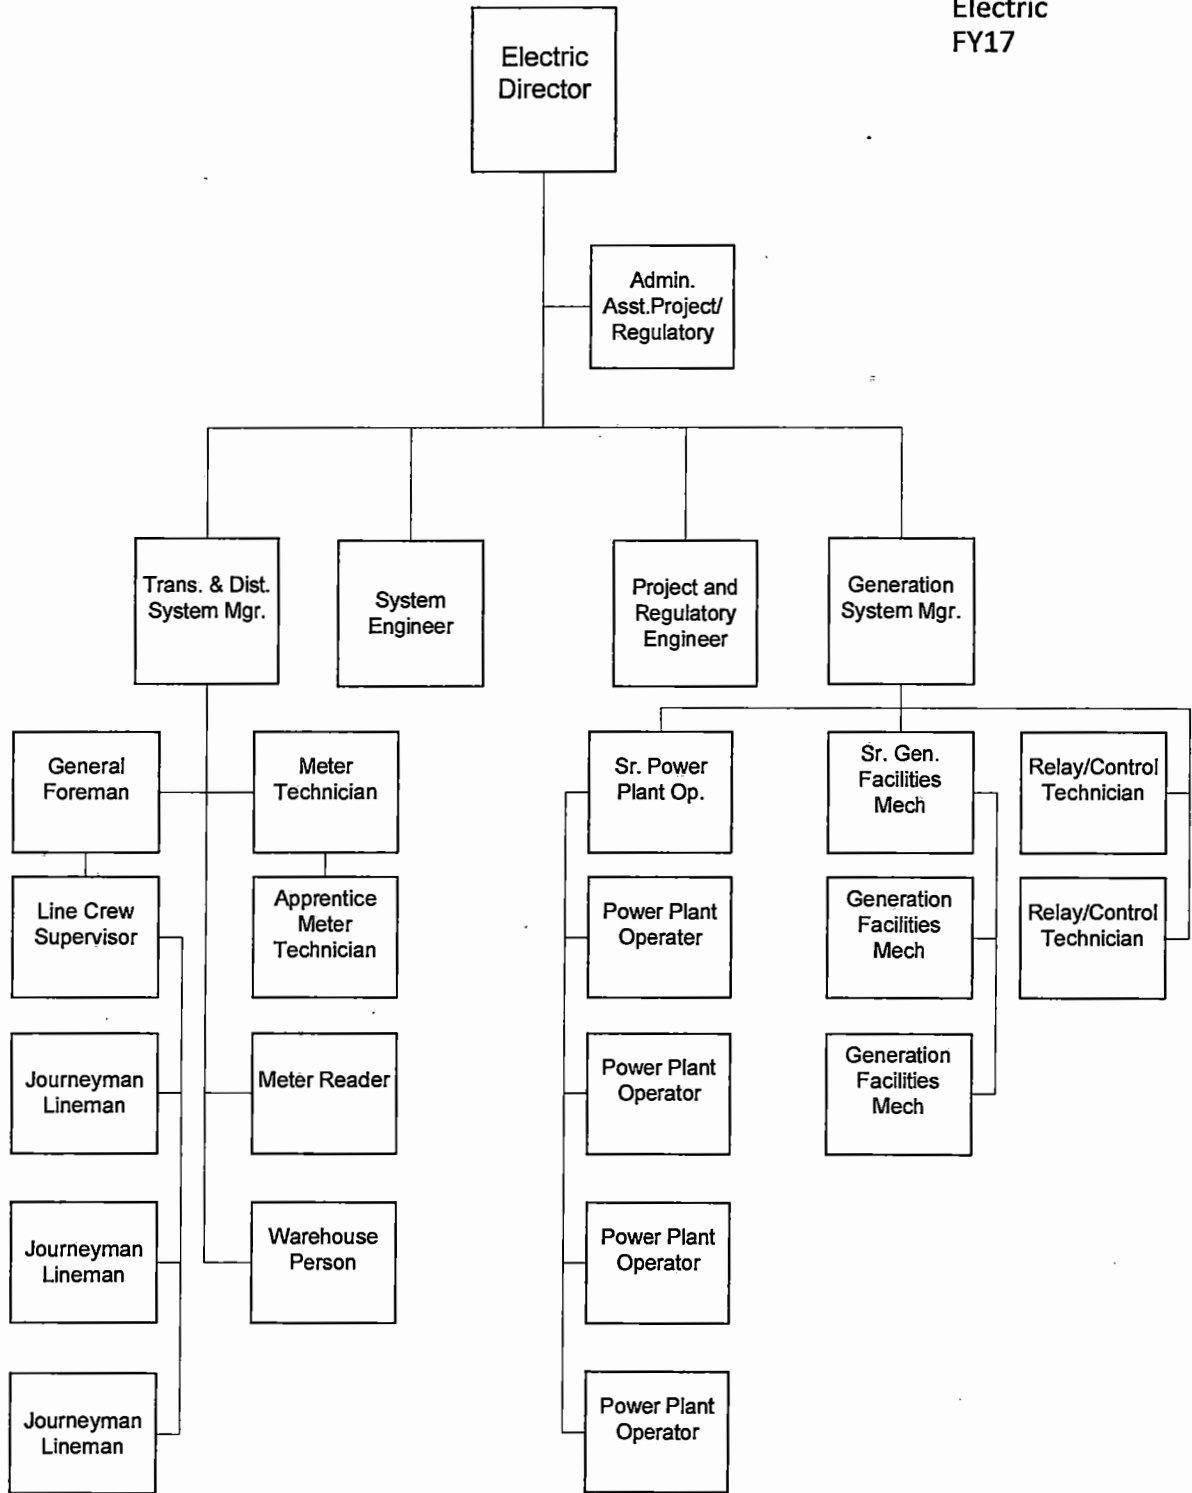 Electric
FY17
Electric
Director
Admin.
Asst.Project/
Regulatory
Trans. & Dist.
System Mgr.
System
Engineer
Project and
Regulatory
Engineer
Generation
System Mgr.
General
Foreman
Meter
Technician
Sr. Power
Plant Op.
Sr. Gen.
Facilities
Mech
Relay/Control
Technician
Line Crew
Supervisor
Apprentice
Meter
Technician
Power Plant
Operater
Generation
Facilities
Mech
Relay/Control
Technician
Journeyman
Lineman
Meter Reader
Power Plant
Operator
Generation
Facilities
Mech
Journeyman
Lineman
Warehouse
Person
Power Plant
Operator
Journeyman
Lineman
Power Plant
Operator